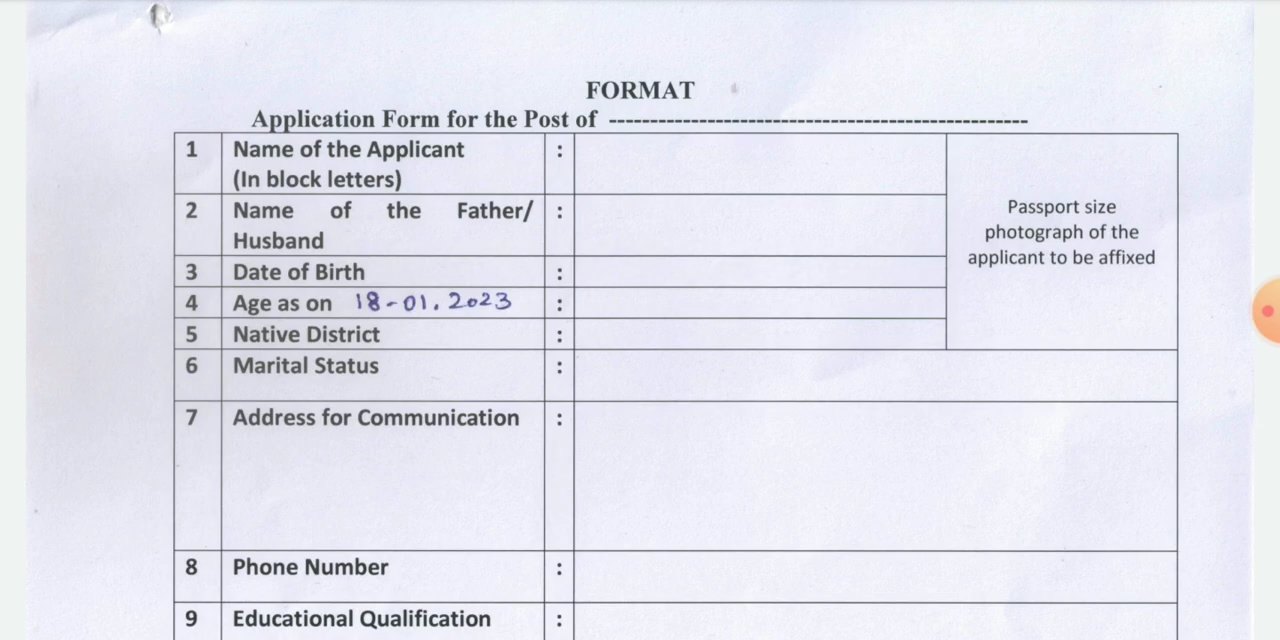 FORMAT
Application Form for the Post of ----------------------------------------------------
1 Name of the Applicant :
(In block letters)
2 Name of the Father/ :
Husband
Passport size
photograph of the
applicant to be affixed
3 Date of Birth :
4 Age as on 18-01.2023 :
5 Native District :
6 Marital Status :
7 Address for Communication :
8 Phone Number :
9 Educational Qualification :